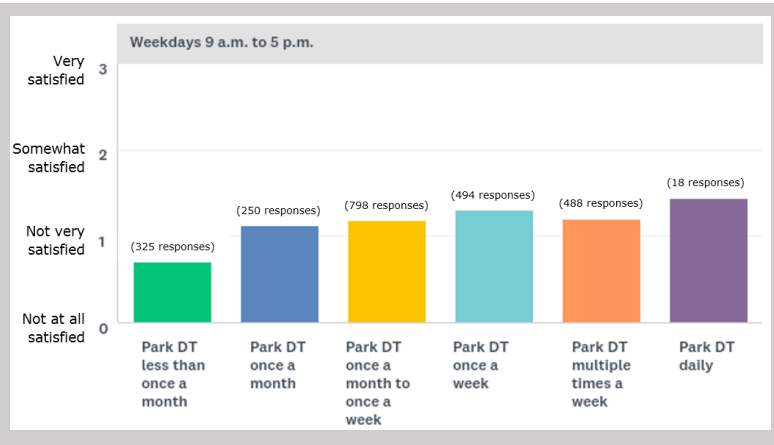 Weekdays 9 a.m. to 5 p.m.
Very
satisfied
3
Somewhat
satisfied
2
Not very
satisfied
1
Not at all
satisfied
0
(325 responses)
(250 responses)
(798 responses)
(494 responses)
(488 responses)
(18 responses)
Park DT
less than
once a
month
Park DT
once a
month
Park DT
once a
month to
once a
week
Park DT
once a
week
Park DT
multiple
times a
week
Park DT
daily